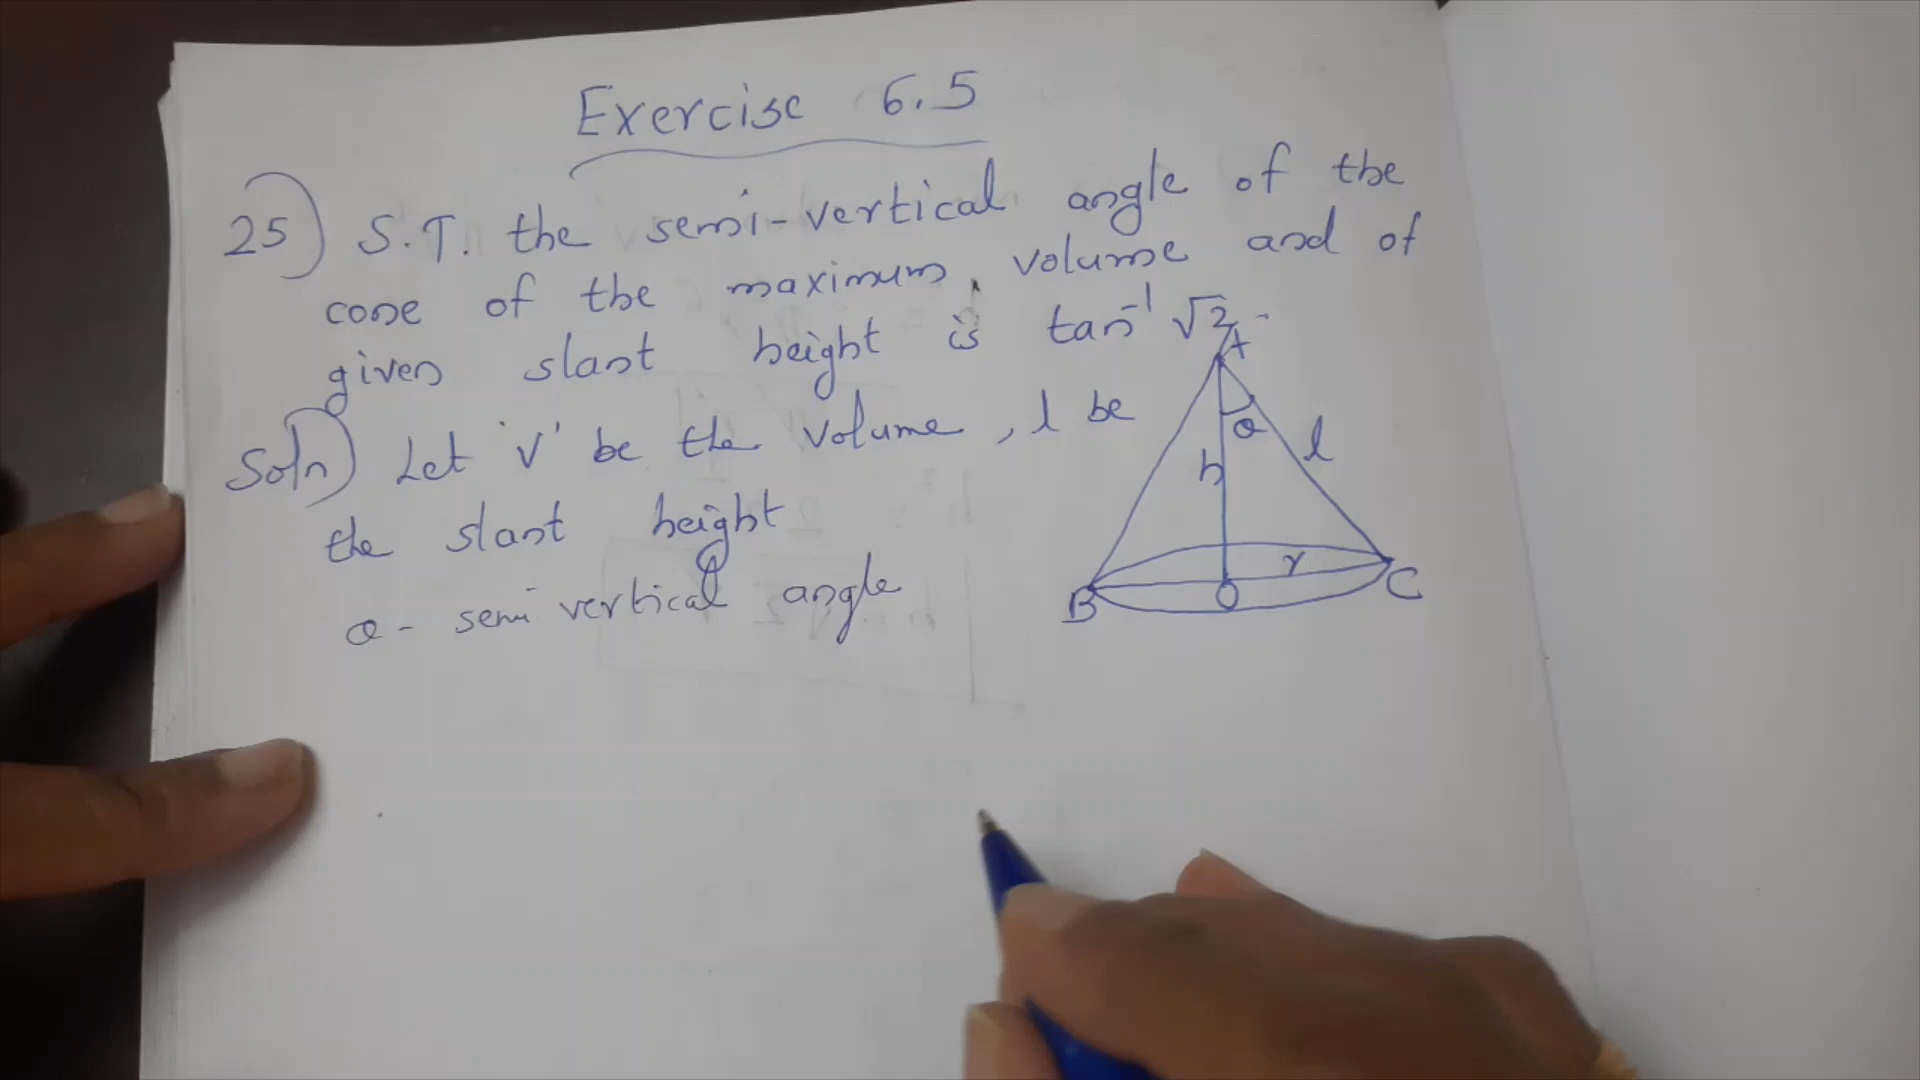 Exercise 6.5
25) S.T. the semi-vertical angle of the
cone of the maximum volume and of
given slant height is tan⁻¹ √2.
Soln) Let 'V' be the volume, l be
the slant height
θ - semi vertical angle
A
θ
l
h
r
B
O
C